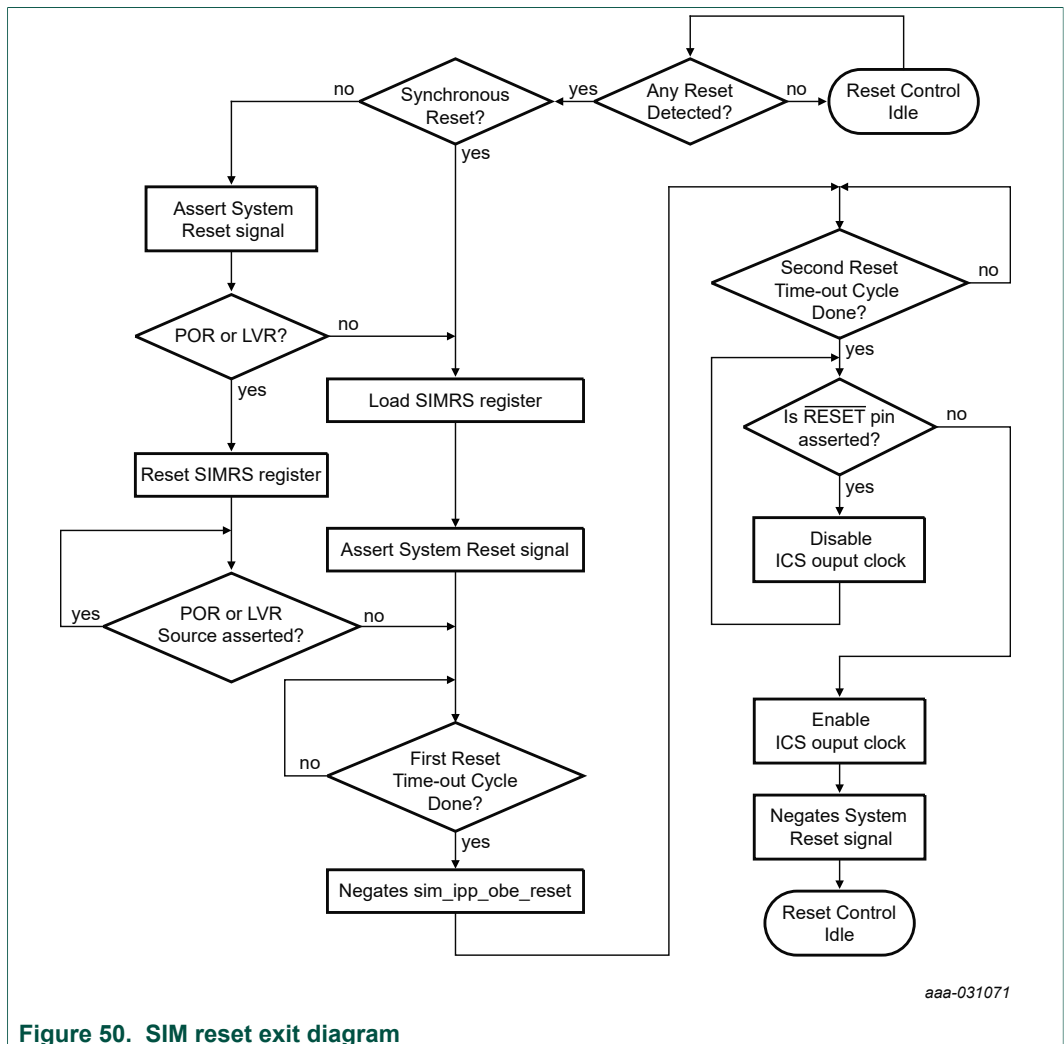 Any Reset
Detected?
yes
no
Reset Control
Idle
Synchronous
Reset?
no
yes
Assert System
Reset signal
POR or LVR?
no
yes
Load SIMRS register
Reset SIMRS register
Assert System Reset signal
POR or LVR
Source asserted?
yes
no
First Reset
Time-out Cycle
Done?
no
yes
Negates sim_ipp_obe_reset
Second Reset
Time-out Cycle
Done?
no
yes
Is RESET pin
asserted?
no
yes
Disable
ICS ouput clock
Enable
ICS ouput clock
Negates System
Reset signal
Reset Control
Idle
aaa-031071
Figure 50. SIM reset exit diagram